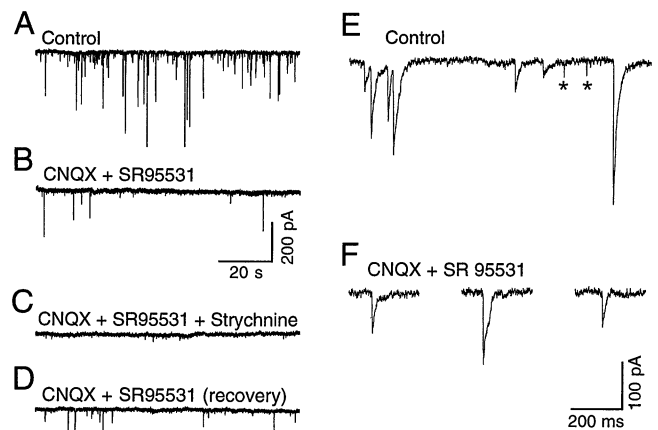 A
Control
B
CNQX + SR95531
200 pA
20 s
C
CNQX + SR95531 + Strychnine
D
CNQX + SR95531 (recovery)
E
Control
* *
F
CNQX + SR 95531
100 pA
200 ms